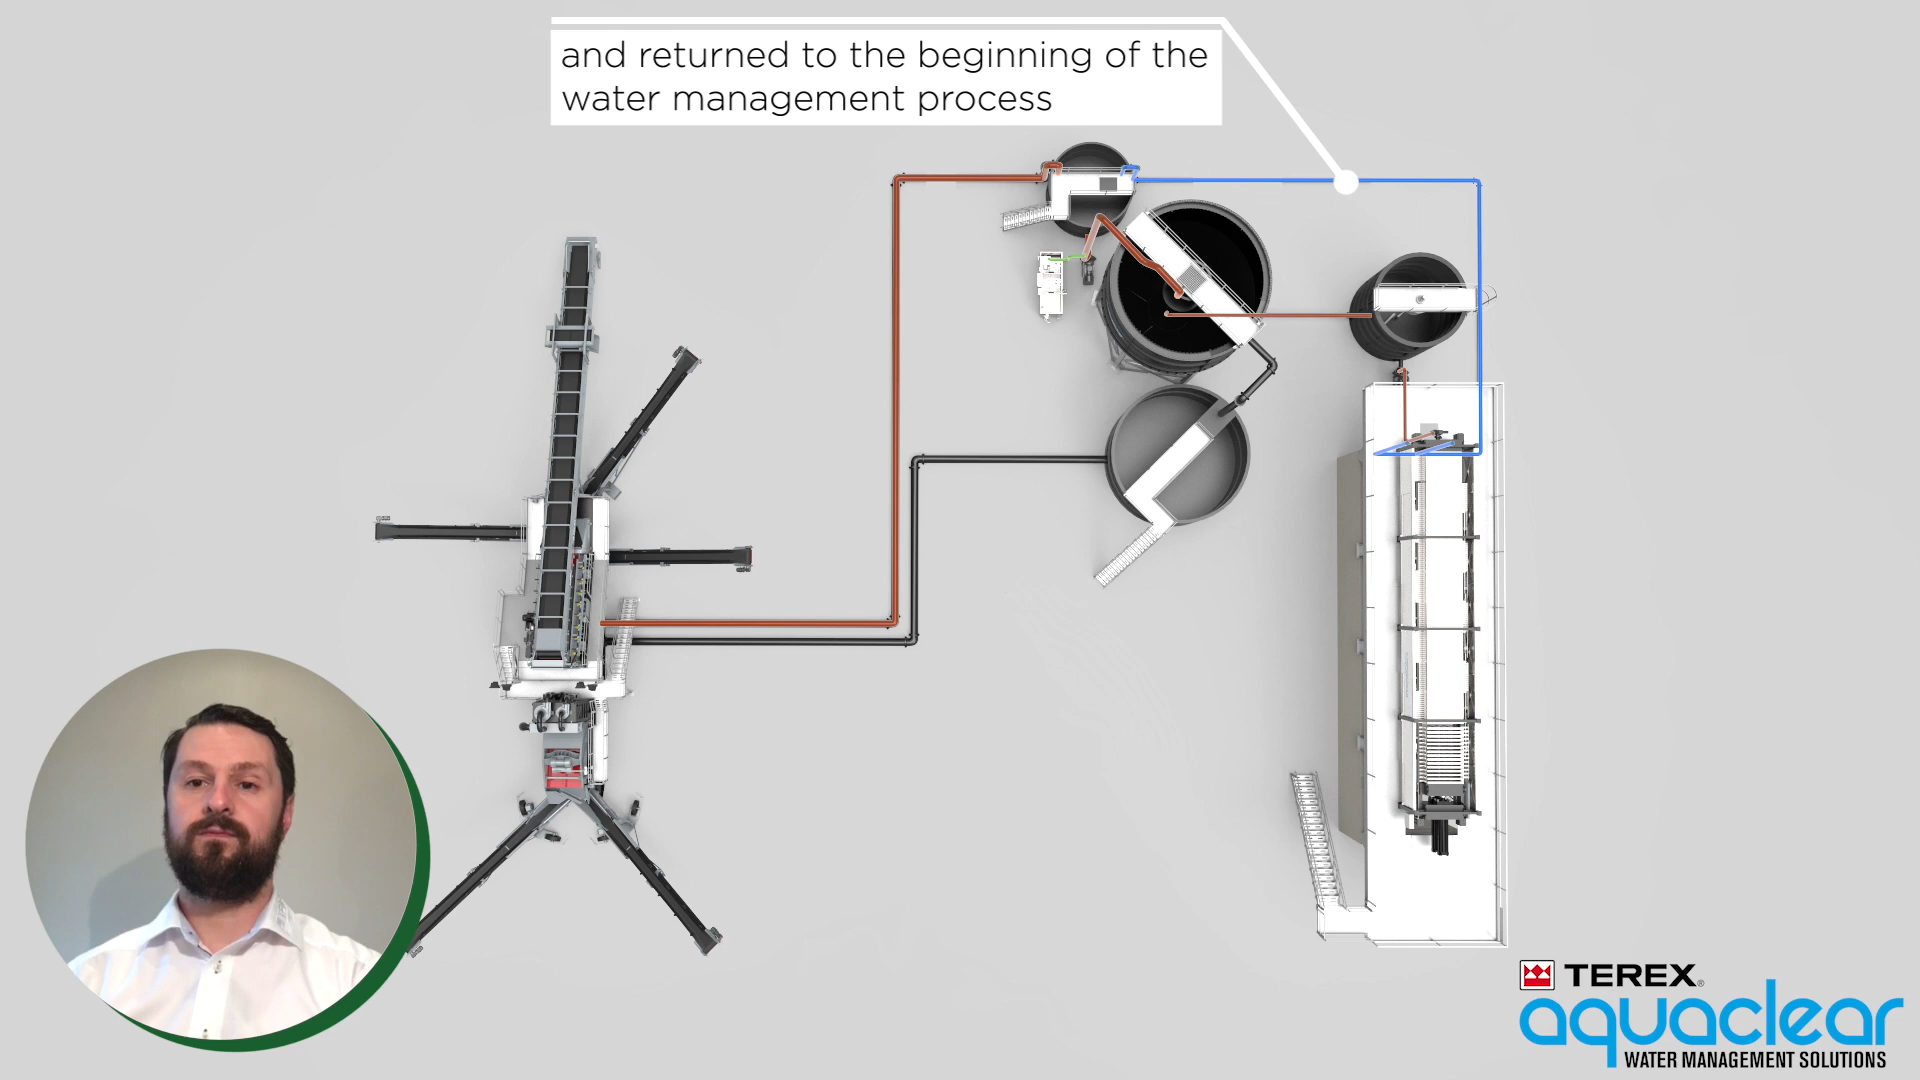 and returned to the beginning of the
water management process
TEREX®
aquaclear
WATER MANAGEMENT SOLUTIONS